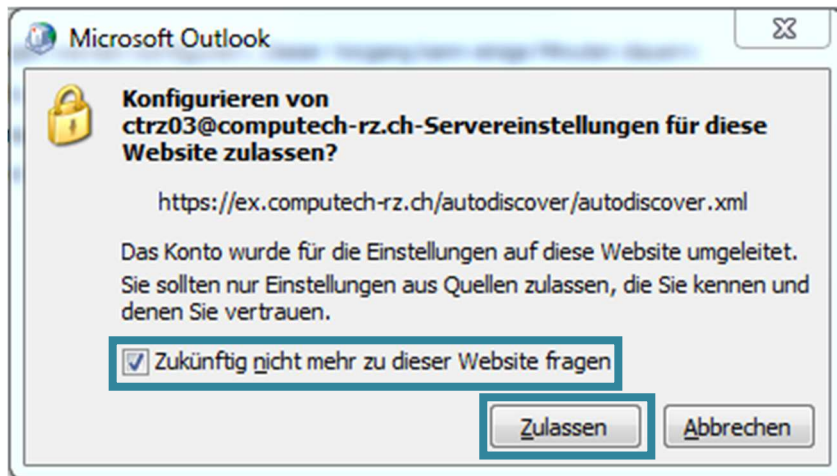 Microsoft Outlook
Konfigurieren von
ctrz03@computech-rz.ch-Servereinstellungen für diese
Website zulassen?
https://ex.computech-rz.ch/autodiscover/autodiscover.xml
Das Konto wurde für die Einstellungen auf diese Website umgeleitet.
Sie sollten nur Einstellungen aus Quellen zulassen, die Sie kennen und
denen Sie vertrauen.
Zukünftig nicht mehr zu dieser Website fragen
Zulassen Abbrechen